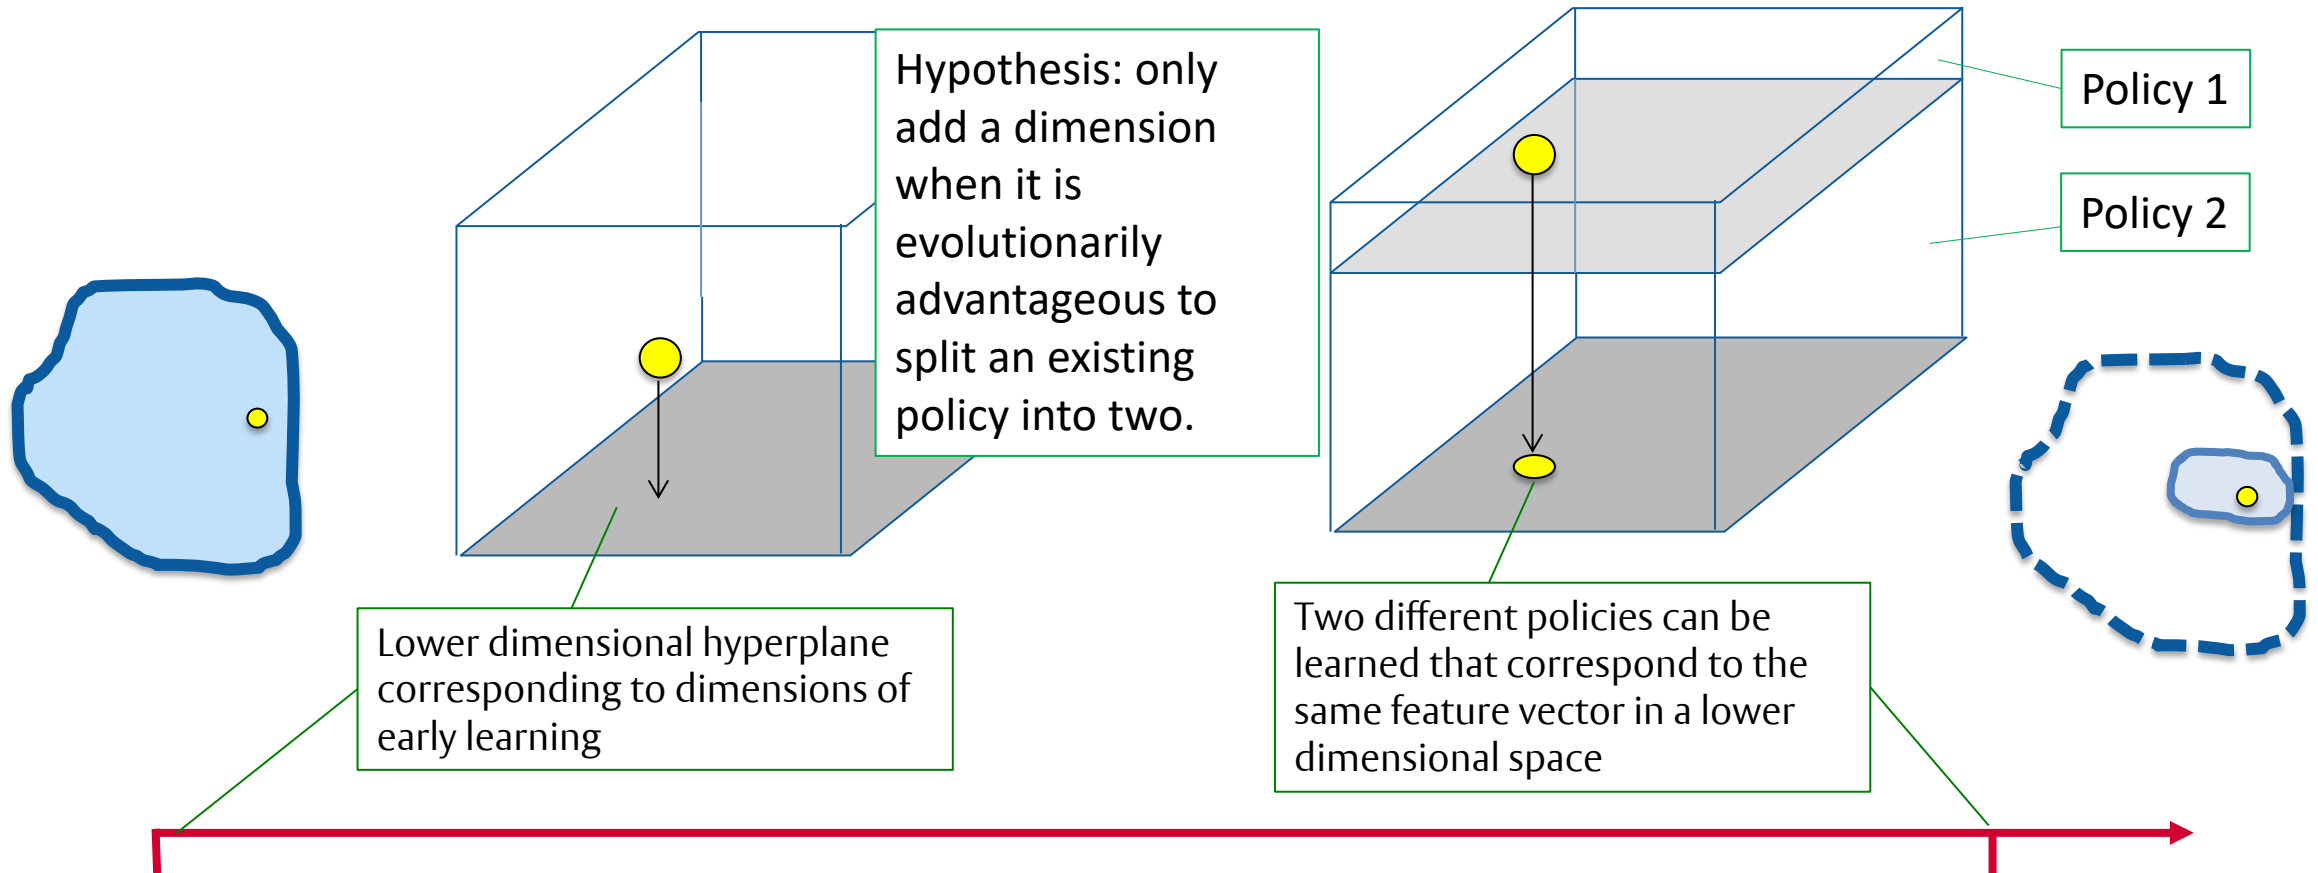 Hypothesis: only
add a dimension
when it is
evolutionarily
advantageous to
split an existing
policy into two.
Policy 1
Policy 2
Lower dimensional hyperplane
corresponding to dimensions of
early learning
Two different policies can be
learned that correspond to the
same feature vector in a lower
dimensional space